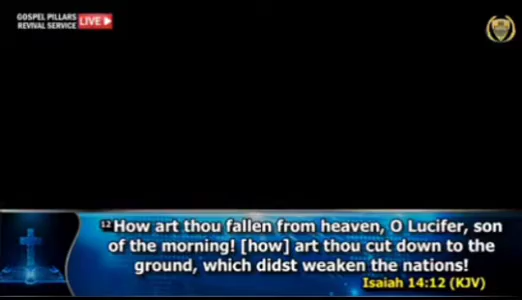 GOSPEL PILLARS
REVIVAL SERVICE LIVE
12 How art thou fallen from heaven, O Lucifer, son
of the morning! [how] art thou cut down to the
ground, which didst weaken the nations!
Isaiah 14:12 (KJV)